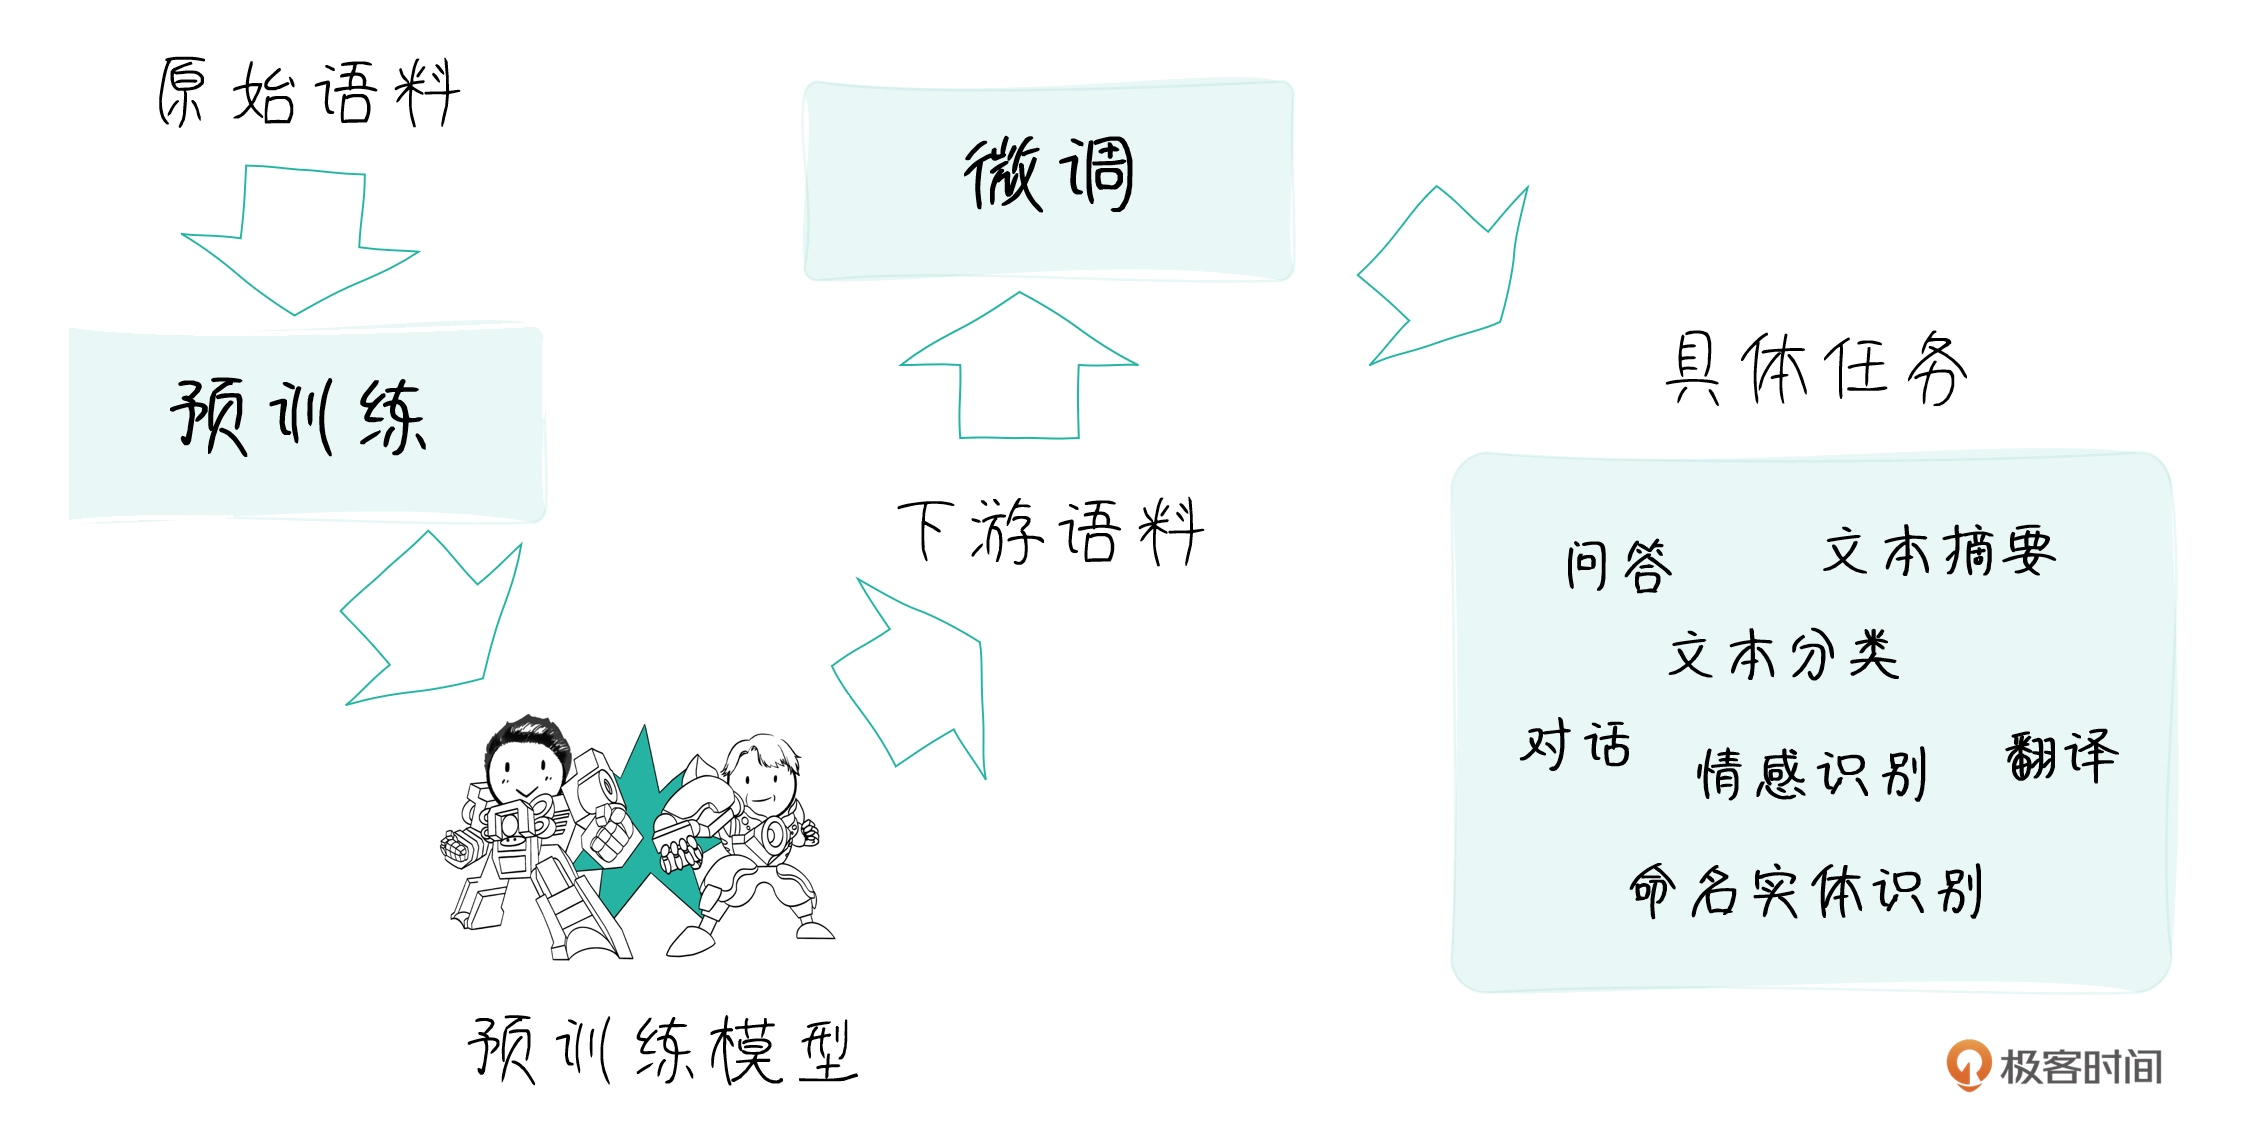 原始语料
预训练
预训练模型
下游语料
微调
具体任务
问答
文本摘要
文本分类
对话
情感识别
翻译
命名实体识别
极客时间